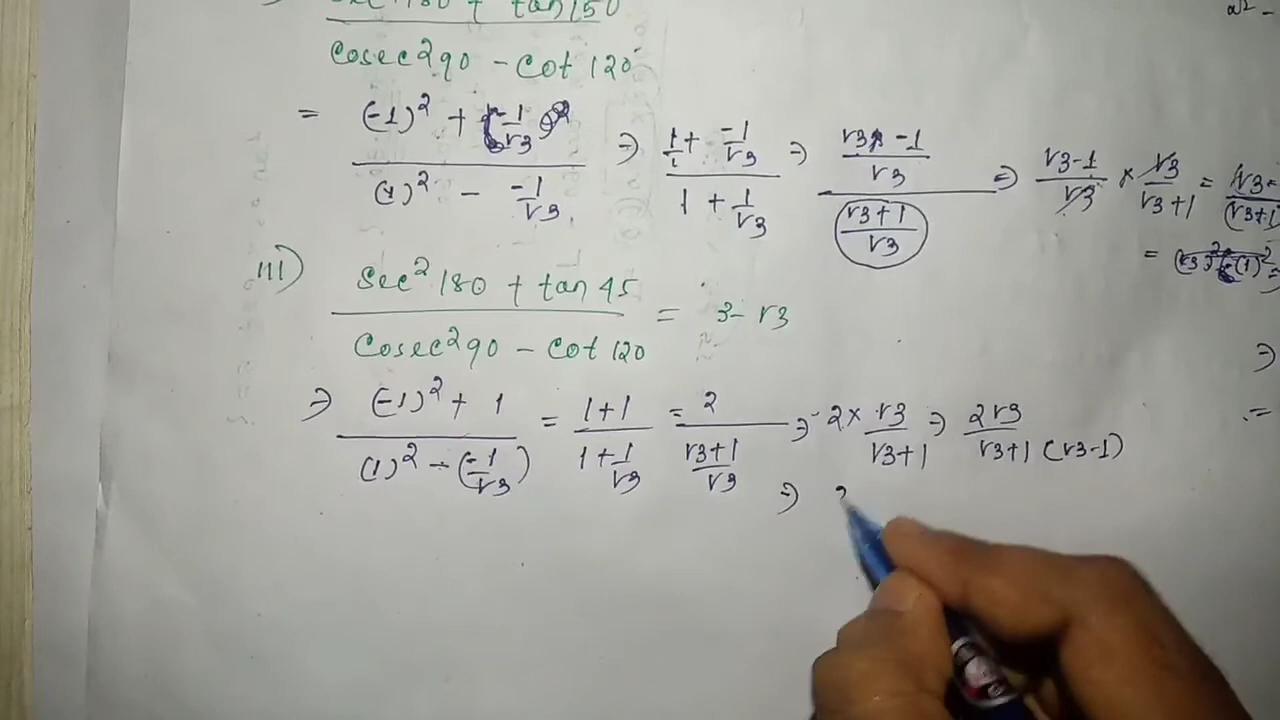 sec²180 + tan150
Cosec²90 - Cot 120
= (-1)² + -1/√3
(1)² - -1/√3
⇒ 1/1 + -1/√3
1 + 1/√3
⇒ √3 -1
√3
√3+1
√3
⇒ √3-1/√3 × √3/√3+1 =
III) Sec²180 + tan 45
Cosec²90 - Cot 120
= 3-√3
⇒ (-1)² + 1
(1)² - (-1/√3)
= 1+1
1+1/√3
= 2
√3+1
√3
⇒ 2× √3/√3+1
⇒ 2√3
√3+1 (√3-1)
⇒